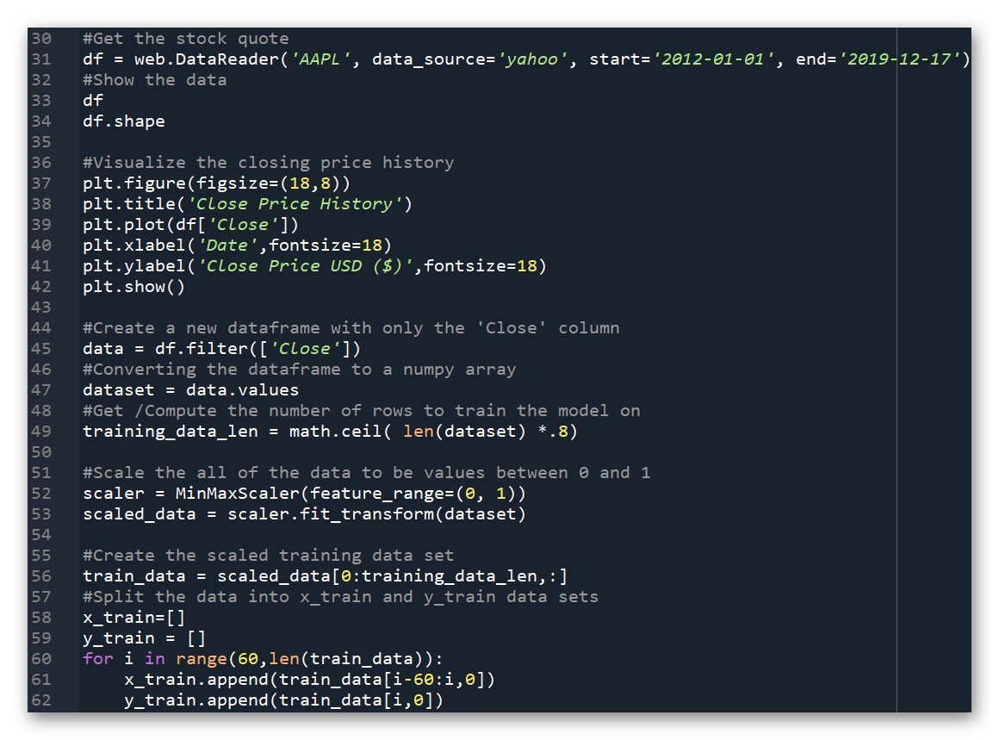 30 #Get the stock quote
31 df = web.DataReader('AAPL', data_source='yahoo', start='2012-01-01', end='2019-12-17')
32 #Show the data
33 df
34 df.shape
35
36 #Visualize the closing price history
37 plt.figure(figsize=(18,8))
38 plt.title('Close Price History')
39 plt.plot(df['Close'])
40 plt.xlabel('Date',fontsize=18)
41 plt.ylabel('Close Price USD ($)',fontsize=18)
42 plt.show()
43
44 #Create a new dataframe with only the 'Close' column
45 data = df.filter(['Close'])
46 #Converting the dataframe to a numpy array
47 dataset = data.values
48 #Get /Compute the number of rows to train the model on
49 training_data_len = math.ceil( len(dataset) *.8)
50
51 #Scale the all of the data to be values between 0 and 1
52 scaler = MinMaxScaler(feature_range=(0, 1))
53 scaled_data = scaler.fit_transform(dataset)
54
55 #Create the scaled training data set
56 train_data = scaled_data[0:training_data_len,:]
57 #Split the data into x_train and y_train data sets
58 x_train=[]
59 y_train = []
60 for i in range(60,len(train_data)):
61     x_train.append(train_data[i-60:i,0])
62     y_train.append(train_data[i,0])